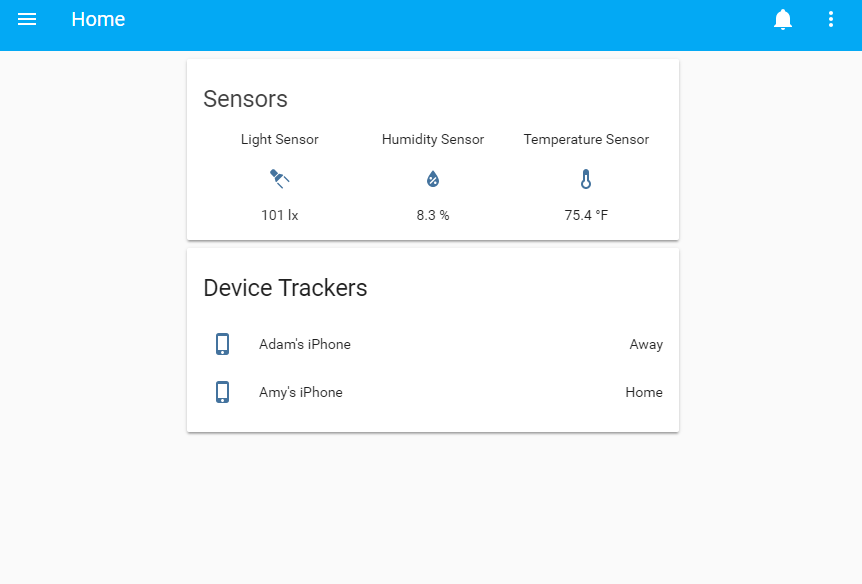 Home
Sensors
Light Sensor Humidity Sensor Temperature Sensor
101 lx 8.3 % 75.4 °F
Device Trackers
Adam's iPhone Away
Amy's iPhone Home